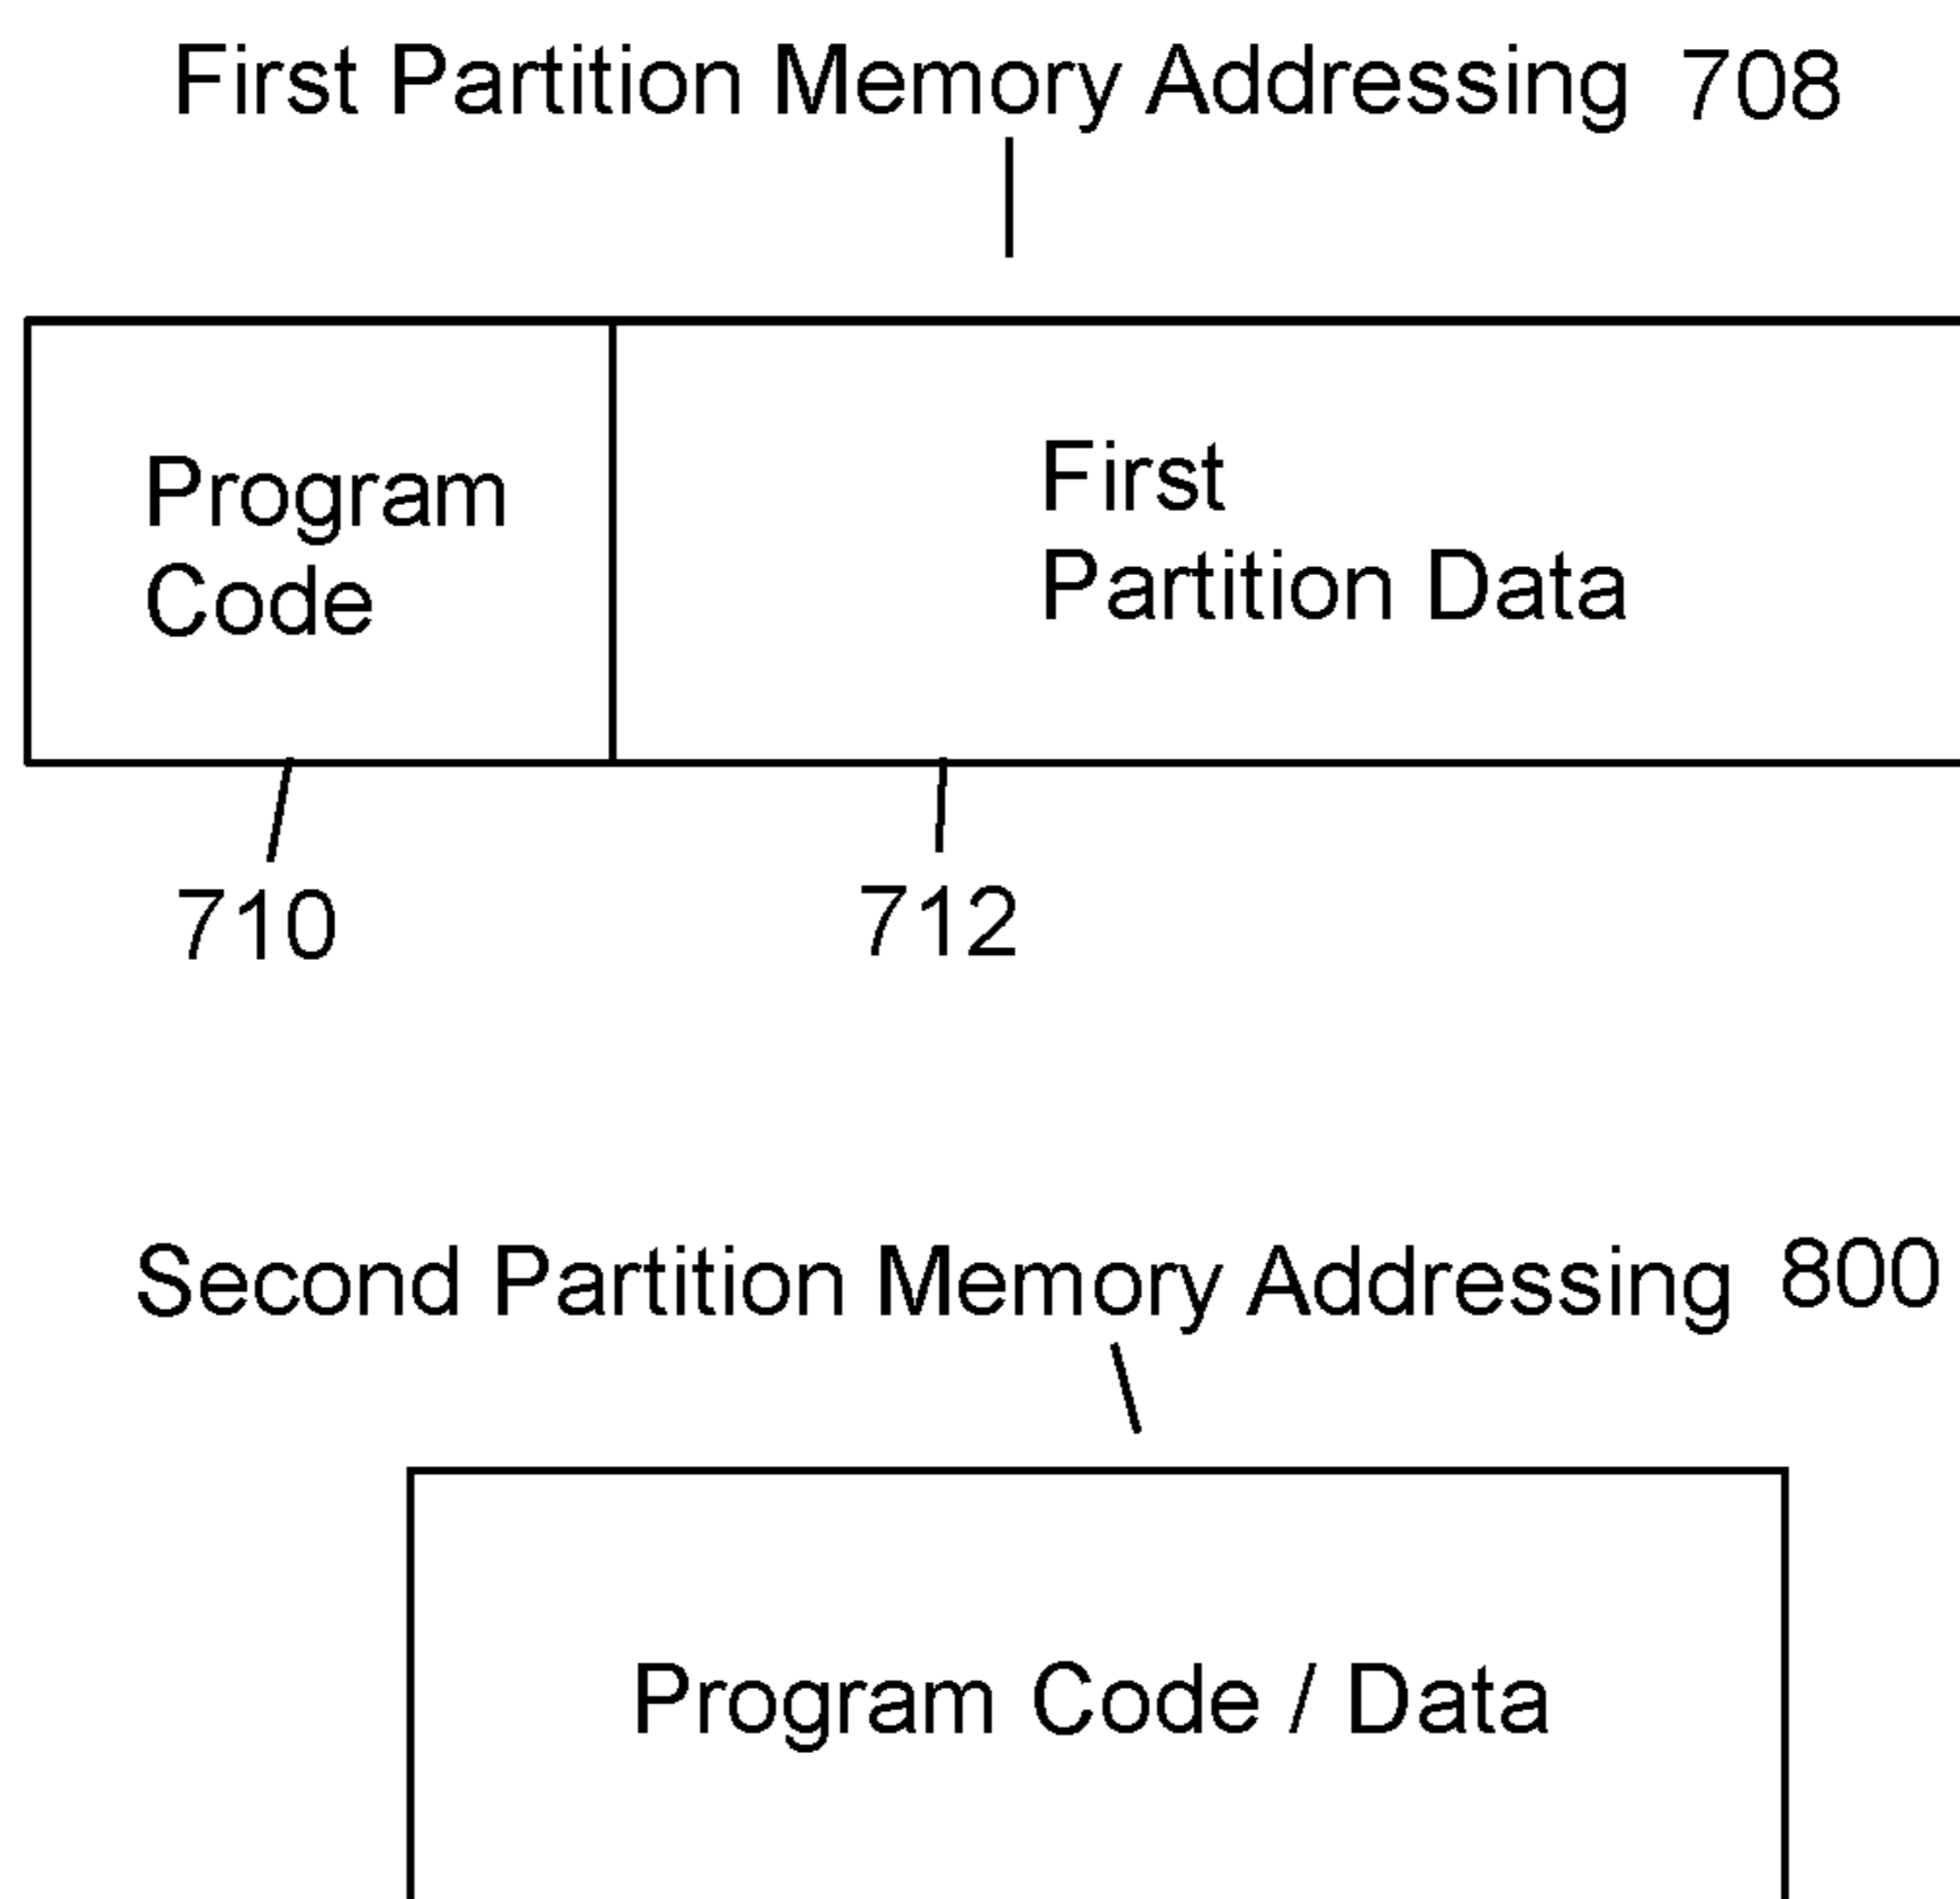 First Partition Memory Addressing 708
Program
Code
First
Partition Data
710
712
Second Partition Memory Addressing 800
Program Code / Data